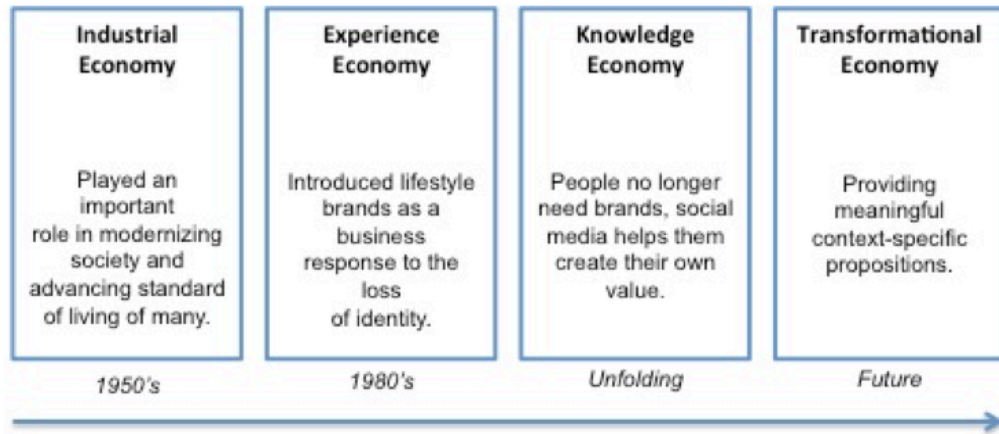 Industrial
Economy
Played an
important
role in modernizing
society and
advancing standard
of living of many.
1950's
Experience
Economy
Introduced lifestyle
brands as a
business
response to the
loss
of identity.
1980's
Knowledge
Economy
People no longer
need brands, social
media helps them
create their own
value.
Unfolding
Transformational
Economy
Providing
meaningful
context-specific
propositions.
Future